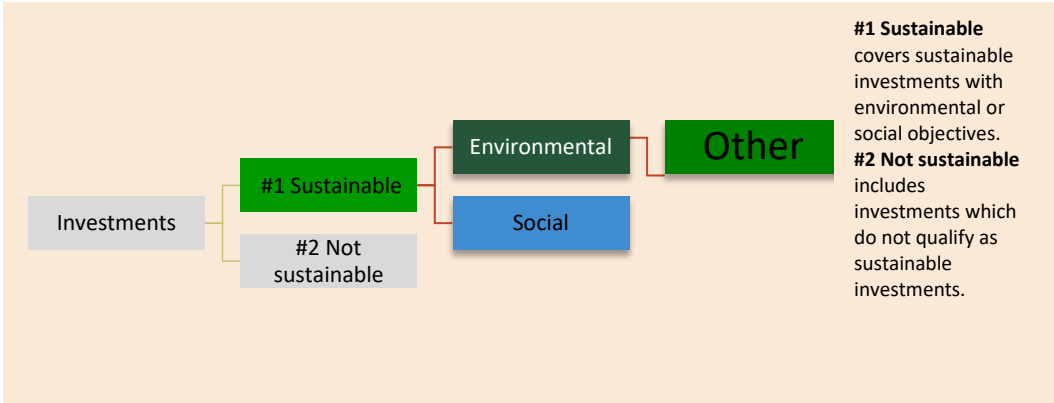 Investments
#1 Sustainable
#2 Not
sustainable
Environmental
Social
Other
#1 Sustainable
covers sustainable
investments with
environmental or
social objectives.
#2 Not sustainable
includes
investments which
do not qualify as
sustainable
investments.